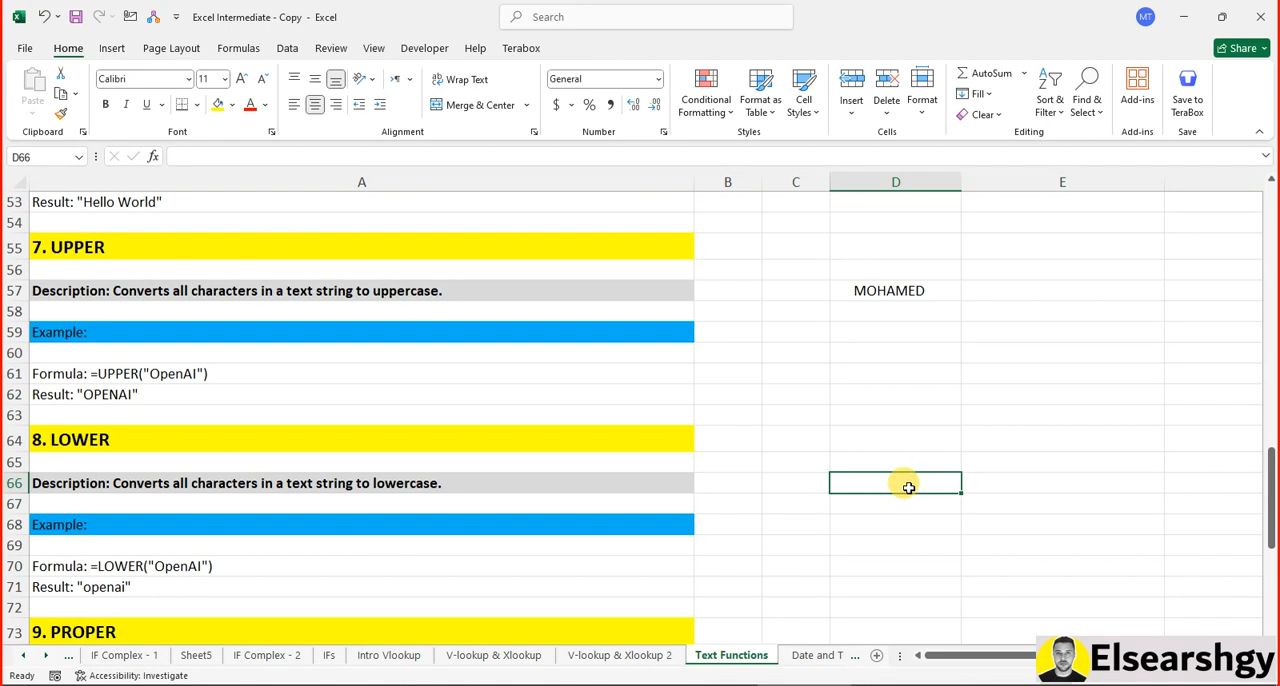 Excel Intermediate - Copy - Excel
Search
MT
File Home Insert Page Layout Formulas Data Review View Developer Help Terabox
Share
Paste
Clipboard
Calibri 11
B I U
Font
Wrap Text
Merge & Center
Alignment
General
$ % ,
Number
Conditional Formatting
Format as Table
Cell Styles
Styles
Insert Delete Format
Cells
AutoSum
Fill
Clear
Sort & Filter
Find & Select
Editing
Add-ins
Add-ins
Save to TeraBox
Save
D66
fx
A B C D E
53 Result: "Hello World"
54
55 7. UPPER
56
57 Description: Converts all characters in a text string to uppercase. MOHAMED
58
59 Example:
60
61 Formula: =UPPER("OpenAI")
62 Result: "OPENAI"
63
64 8. LOWER
65
66 Description: Converts all characters in a text string to lowercase.
67
68 Example:
69
70 Formula: =LOWER("OpenAI")
71 Result: "openai"
72
73 9. PROPER
... IF Complex - 1 Sheet5 IF Complex - 2 IFs Intro Vlookup V-lookup & Xlookup V-lookup & Xlookup 2 Text Functions Date and T ...
Ready Accessibility: Investigate
Elsearshgy